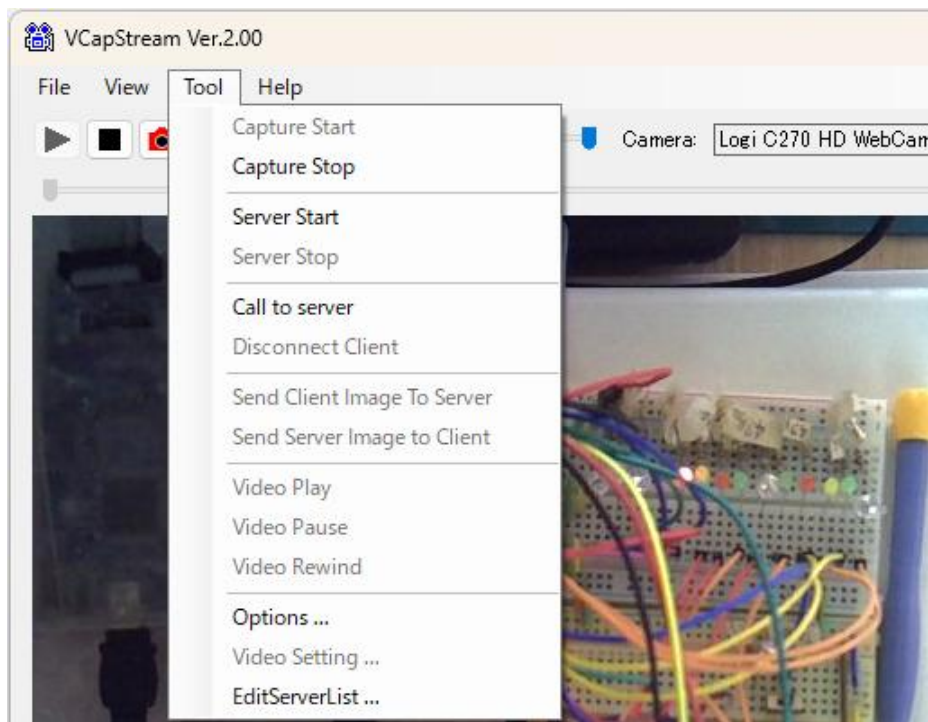 VCapStream Ver.2.00
File View Tool Help
Camera: Logi C270 HD WebCam
Capture Start
Capture Stop
Server Start
Server Stop
Call to server
Disconnect Client
Send Client Image To Server
Send Server Image to Client
Video Play
Video Pause
Video Rewind
Options ...
Video Setting ...
EditServerList ...